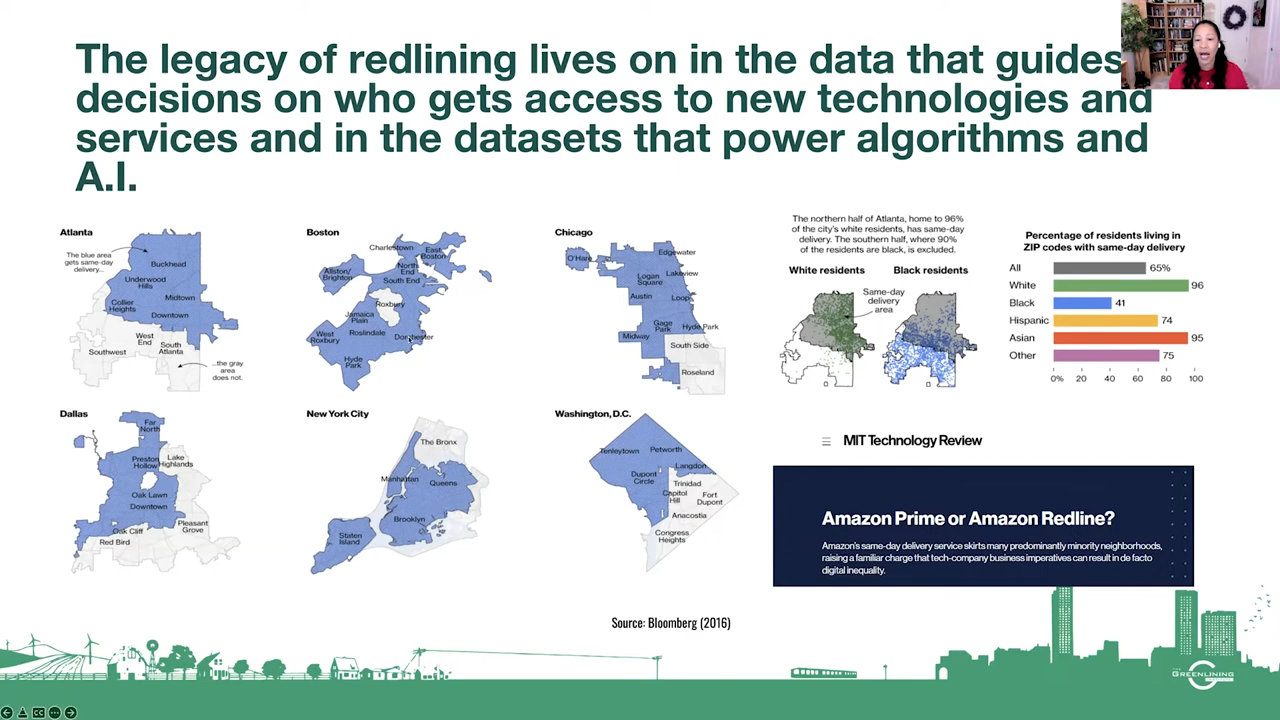 The legacy of redlining lives on in the data that guides
decisions on who gets access to new technologies and
services and in the datasets that power algorithms and
A.I.
Atlanta
The blue area
gets same-day
delivery...
Buckhead
Underwood
Hills
Collier
Heights
Midtown
Downtown
West
End
South
Atlanta
Southwest
...the gray
area
does not.
Boston
Charlestown
East
Boston
North
End
Allston/
Brighton
South End
Roxbury
Jamaica
Plain
West
Roxbury
Roslindale
Dorchester
Hyde
Park
Chicago
O'Hare
Edgewater
Logan
Square
Lakeview
Austin
Loop
Gage
Park
Hyde Park
Midway
South Side
Roseland
The northern half of Atlanta, home to 96%
of the city's white residents, has same-day
delivery. The southern half, where 90%
of the residents are black, is excluded.
White residents
Black residents
Same-day
delivery
area
Percentage of residents living in
ZIP codes with same-day delivery
All 65%
White 96
Black 41
Hispanic 74
Asian 95
Other 75
0% 20 40 60 80 100
Dallas
Far
North
Preston
Hollow
Lake
Highlands
Oak Lawn
Downtown
Pleasant
Grove
Oak Cliff
Red Bird
New York City
The Bronx
Manhattan
Queens
Brooklyn
Staten
Island
Washington, D.C.
Tenleytown
Petworth
Langdon
Dupont
Circle
Trinidad
Capitol
Hill
Fort
Dupont
Anacostia
Congress
Heights
MIT Technology Review
Amazon Prime or Amazon Redline?
Amazon's same-day delivery service skirts many predominantly minority neighborhoods,
raising a familiar charge that tech-company business imperatives can result in de facto
digital inequality.
Source: Bloomberg (2016)
THE
GREENLINING
INSTITUTE
CC